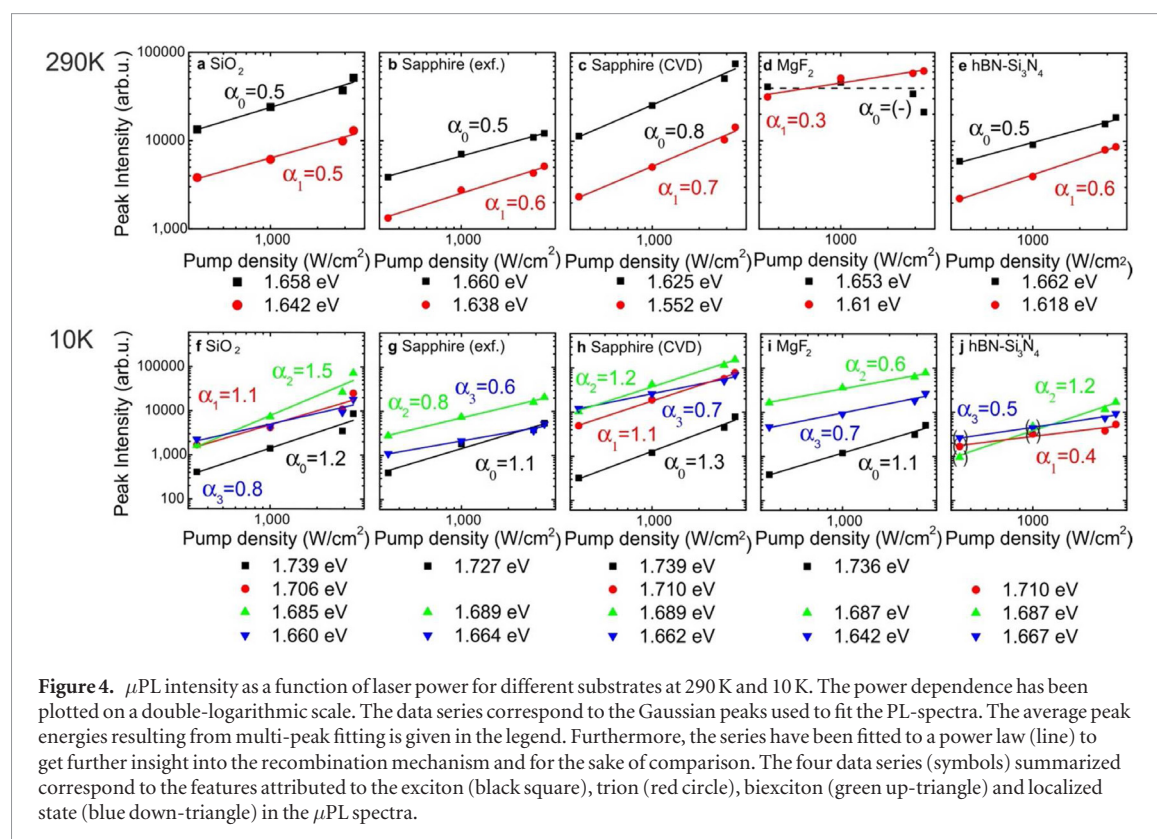 290K
Peak Intensity (arb.u.)
100000
10000
1,000
a SiO₂
α₀=0.5
α₁=0.5
1,000
Pump density (W/cm²)
1.658 eV
1.642 eV
b Sapphire (exf.)
α₀=0.5
α₁=0.6
1,000
Pump density (W/cm²)
1.660 eV
1.638 eV
c Sapphire (CVD)
α₀=0.8
α₁=0.7
1,000
Pump density (W/cm²)
1.625 eV
1.552 eV
d MgF₂
α₀=(-)
α₁=0.3
1000
Pump density (W/cm²)
1.653 eV
1.61 eV
e hBN-Si₃N₄
α₀=0.5
α₁=0.6
1,000
Pump density (W/cm²)
1.662 eV
1.618 eV
10K
Peak Intensity (arb.u.)
100000
10000
1,000
100
f SiO₂
α₂=1.5
α₁=1.1
α₀=1.2
α₃=0.8
1,000
Pump density (W/cm²)
1.739 eV
1.706 eV
1.685 eV
1.660 eV
g Sapphire (exf.)
α₃=0.6
α₂=0.8
α₀=1.1
1,000
Pump density (W/cm²)
1.727 eV
1.689 eV
1.664 eV
h Sapphire (CVD)
α₂=1.2
α₃=0.7
α₁=1.1
α₀=1.3
1,000
Pump density (W/cm²)
1.739 eV
1.710 eV
1.689 eV
1.662 eV
i MgF₂
α₂=0.6
α₃=0.7
α₀=1.1
1,000
Pump density (W/cm²)
1.736 eV
1.687 eV
1.642 eV
j hBN-Si₃N₄
α₂=1.2
α₃=0.5
( )
( )
α₁=0.4
1000
Pump density (W/cm²)
1.710 eV
1.687 eV
1.667 eV
Figure 4. μPL intensity as a function of laser power for different substrates at 290 K and 10 K. The power dependence has been
plotted on a double-logarithmic scale. The data series correspond to the Gaussian peaks used to fit the PL-spectra. The average peak
energies resulting from multi-peak fitting is given in the legend. Furthermore, the series have been fitted to a power law (line) to
get further insight into the recombination mechanism and for the sake of comparison. The four data series (symbols) summarized
correspond to the features attributed to the exciton (black square), trion (red circle), biexciton (green up-triangle) and localized
state (blue down-triangle) in the μPL spectra.